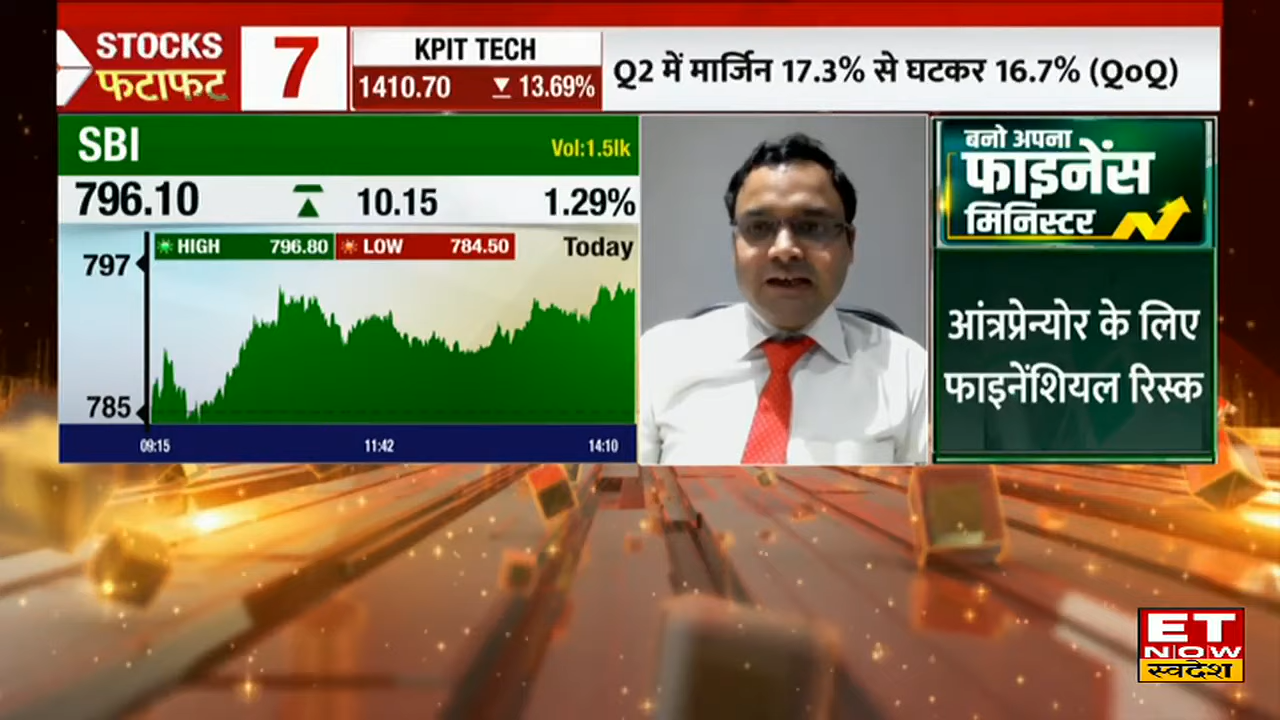 STOCKS
फटाफट
7
KPIT TECH
1410.70 13.69%
Q2 में मार्जिन 17.3% से घटकर 16.7% (QoQ)
SBI
Vol:1.5lk
796.10 10.15 1.29%
HIGH 796.80 LOW 784.50 Today
797
785
09:15 11:42 14:10
बनो अपना
फाइनेंस
मिनिस्टर
आंत्रप्रेन्योर के लिए
फाइनेंशियल रिस्क
ET
NOW
स्वदेश